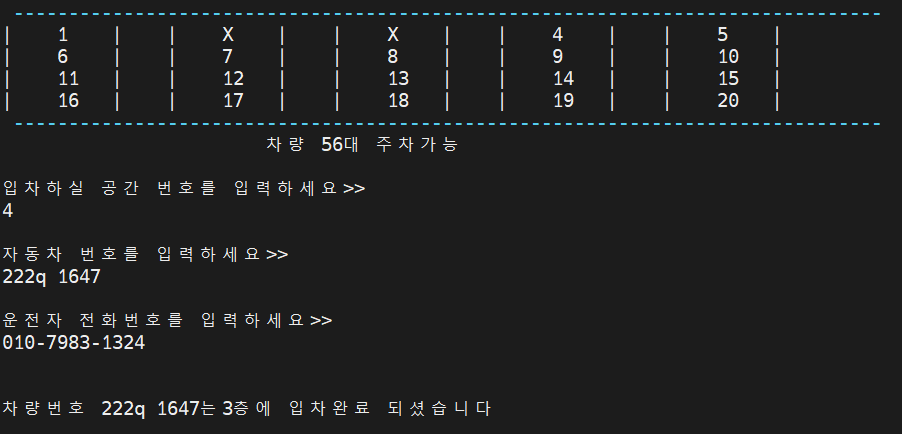 -------------------------------------------------------------------------------
|    1    |    |    X    |    |    X    |    |    4    |    |    5    |
|    6    |    |    7    |    |    8    |    |    9    |    |    10   |
|    11   |    |    12   |    |    13   |    |    14   |    |    15   |
|    16   |    |    17   |    |    18   |    |    19   |    |    20   |
-------------------------------------------------------------------------------
차량 56대 주차가능
입차하실 공간 번호를 입력하세요>>
4
자동차 번호를 입력하세요>>
222q 1647
운전자 전화번호를 입력하세요>>
010-7983-1324
차량번호 222q 1647는 3층에 입차완료 되셨습니다